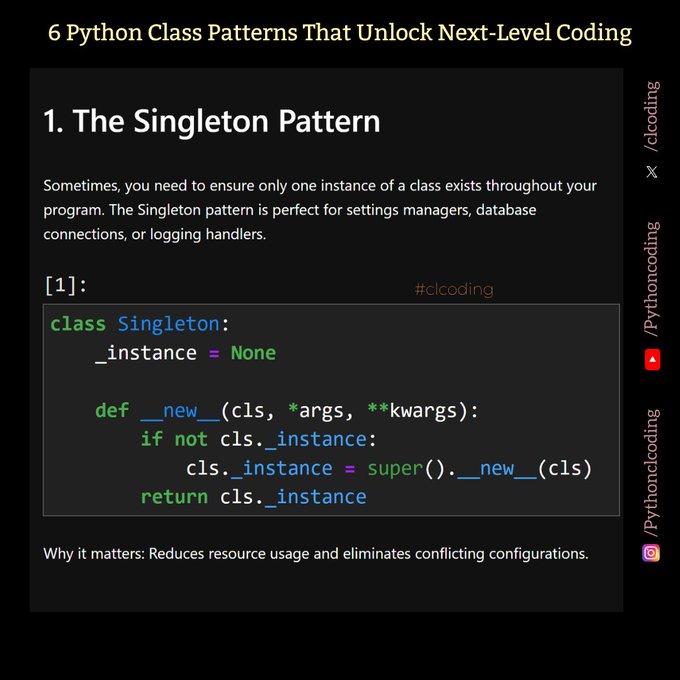 6 Python Class Patterns That Unlock Next-Level Coding
1. The Singleton Pattern
Sometimes, you need to ensure only one instance of a class exists throughout your
program. The Singleton pattern is perfect for settings managers, database
connections, or logging handlers.
[1]:
#clcoding
class Singleton:
    _instance = None
    def __new__(cls, *args, **kwargs):
        if not cls._instance:
            cls._instance = super().__new__(cls)
        return cls._instance
Why it matters: Reduces resource usage and eliminates conflicting configurations.
/clcoding
/Pythoncoding
/Pythonclcoding